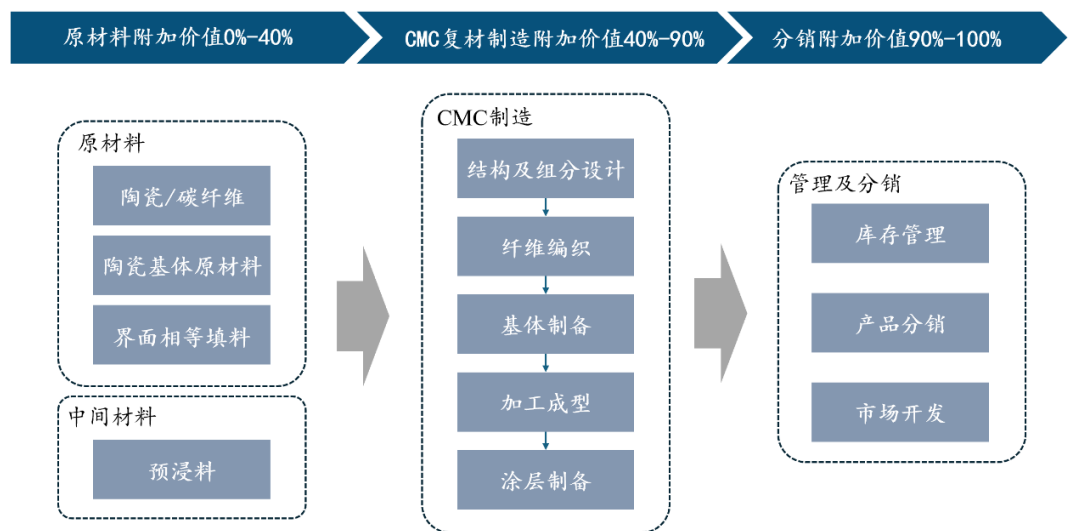 原材料附加价值0%-40%
CMC复材制造附加价值40%-90%
分销附加价值90%-100%
原材料
陶瓷/碳纤维
陶瓷基体原材料
界面相等填料
中间材料
预浸料
CMC制造
结构及组分设计
纤维编织
基体制备
加工成型
涂层制备
管理及分销
库存管理
产品分销
市场开发